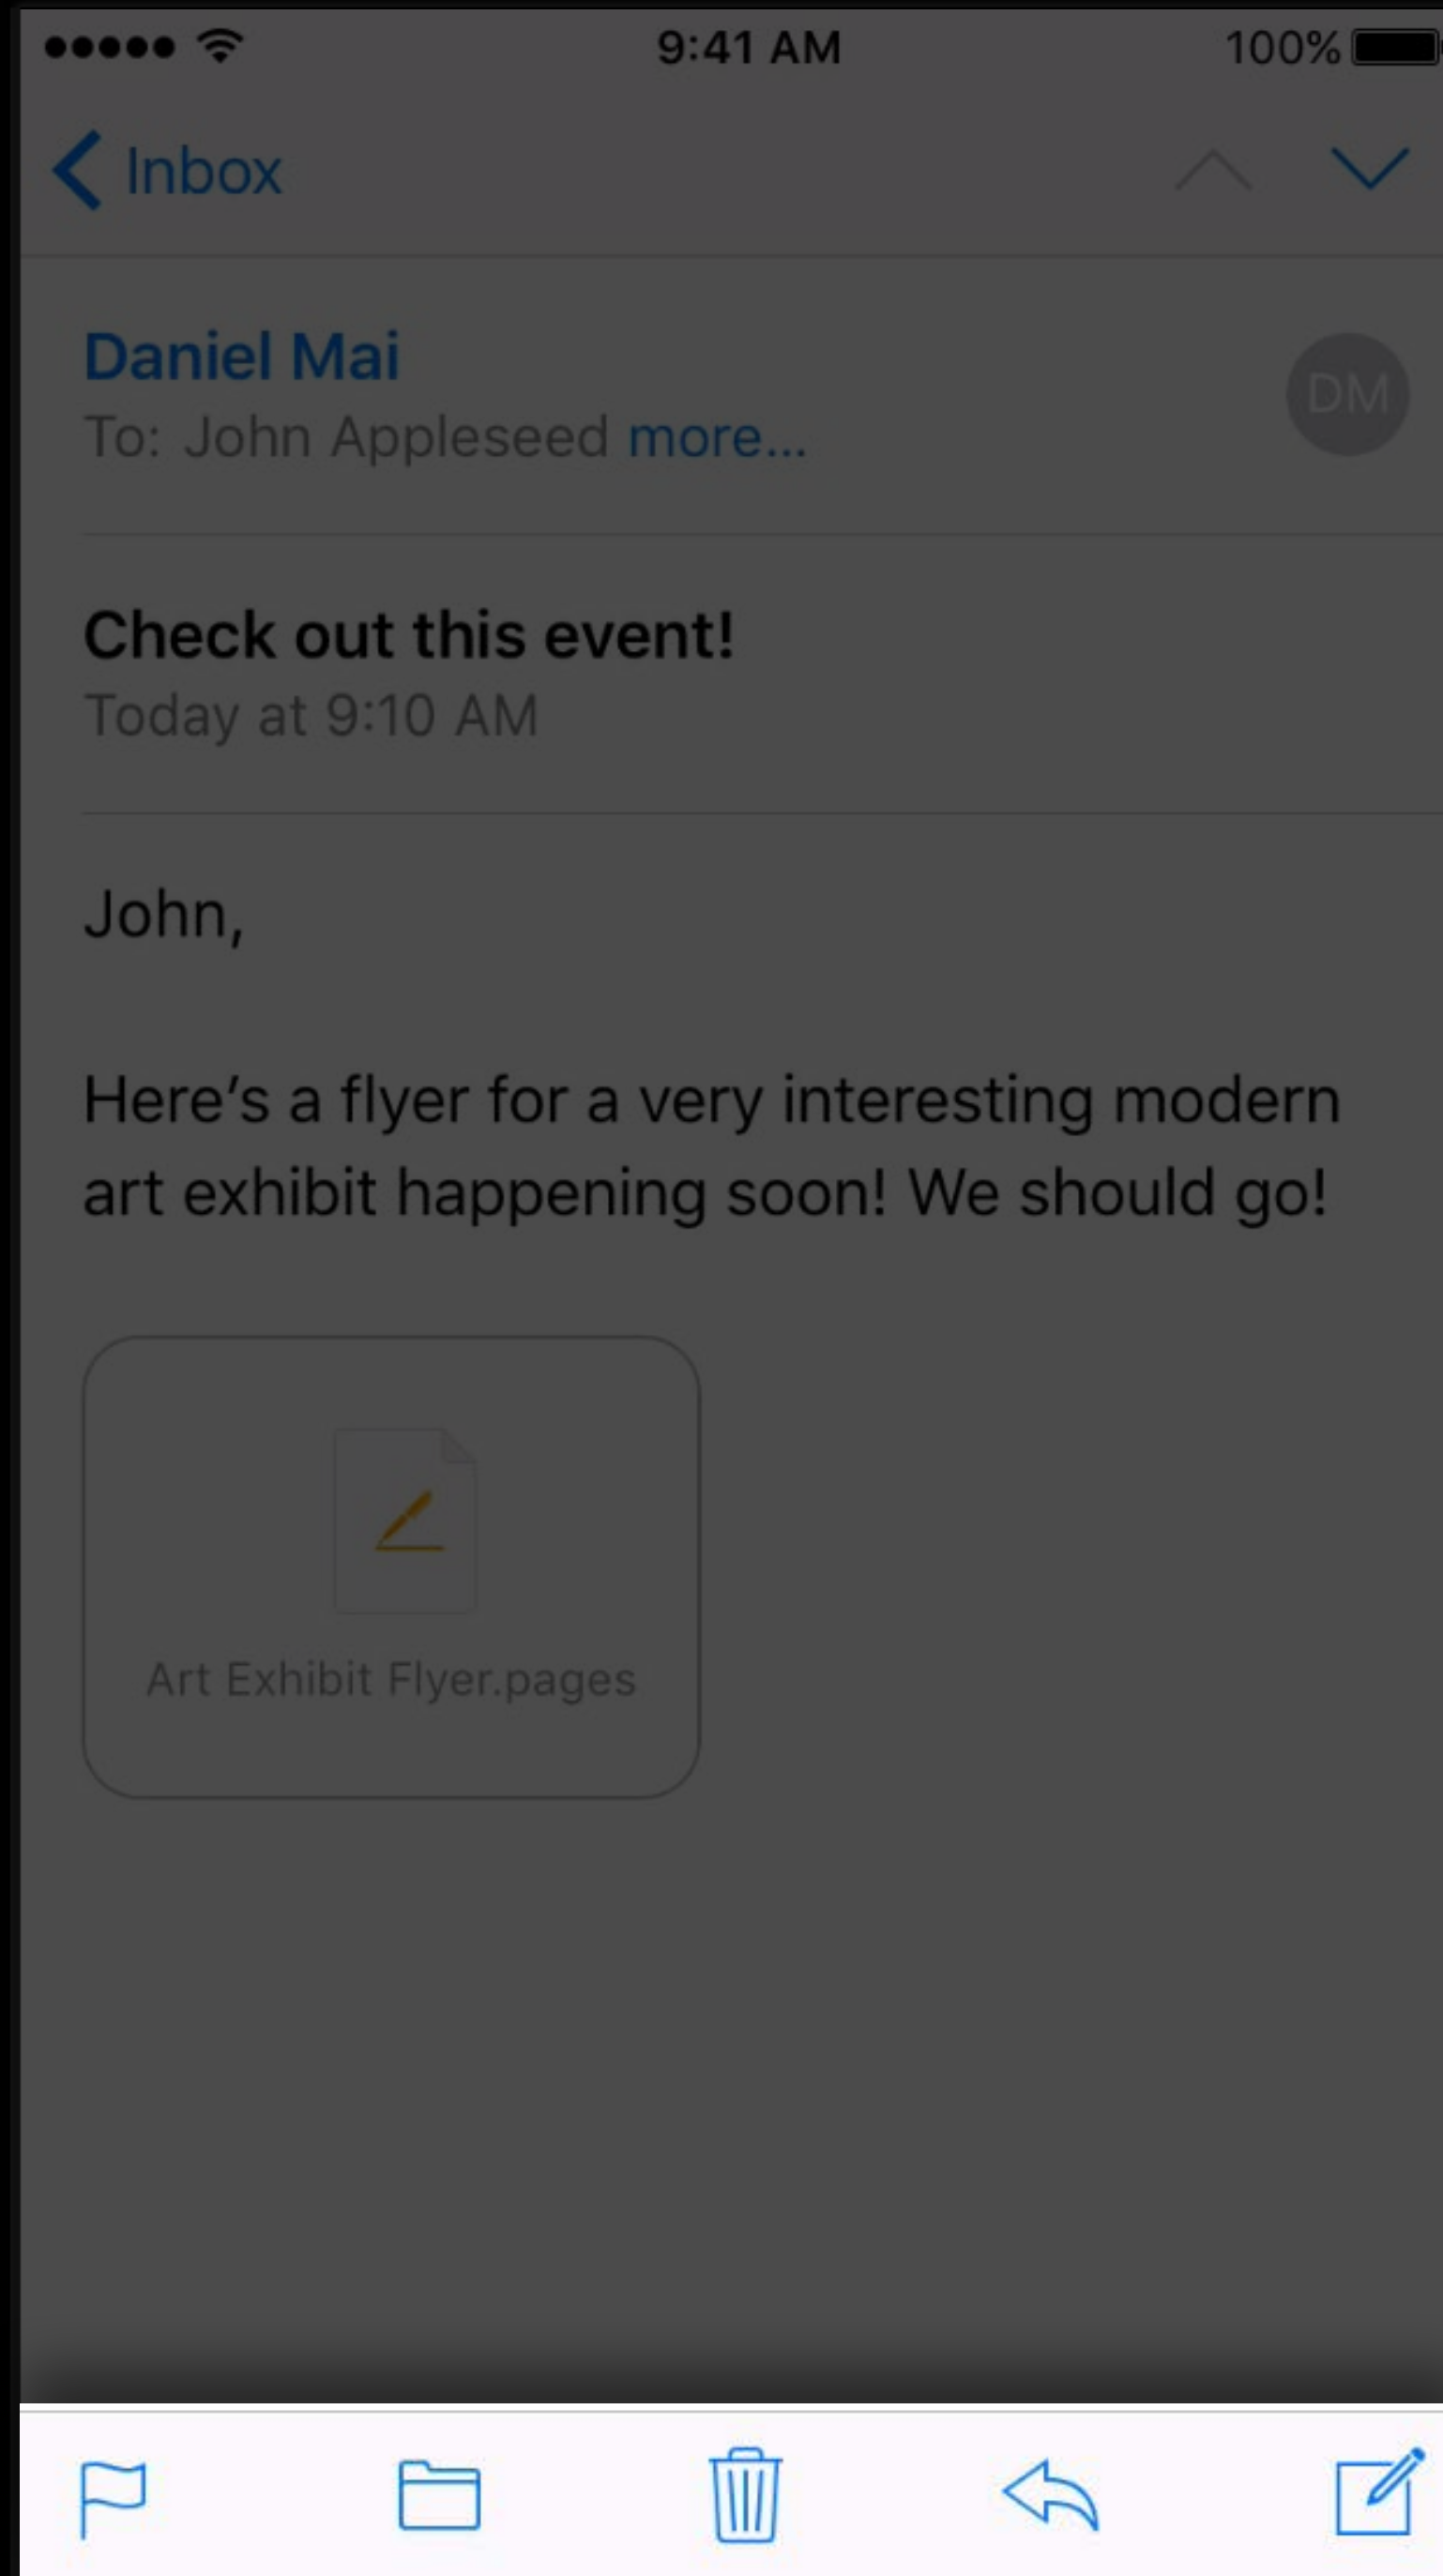 9:41 AM 100%
Inbox
Daniel Mai
DM
To: John Appleseed more...
Check out this event!
Today at 9:10 AM
John,
Here’s a flyer for a very interesting modern
art exhibit happening soon! We should go!
Art Exhibit Flyer.pages